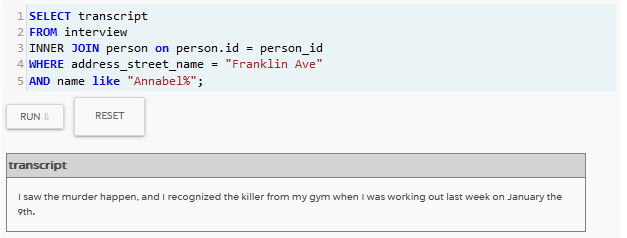 1 SELECT transcript
2 FROM interview
3 INNER JOIN person on person.id = person_id
4 WHERE address_street_name = "Franklin Ave"
5 AND name like "Annabel%";
RUN ⇩ RESET
transcript
I saw the murder happen, and I recognized the killer from my gym when I was working out last week on January the
9th.